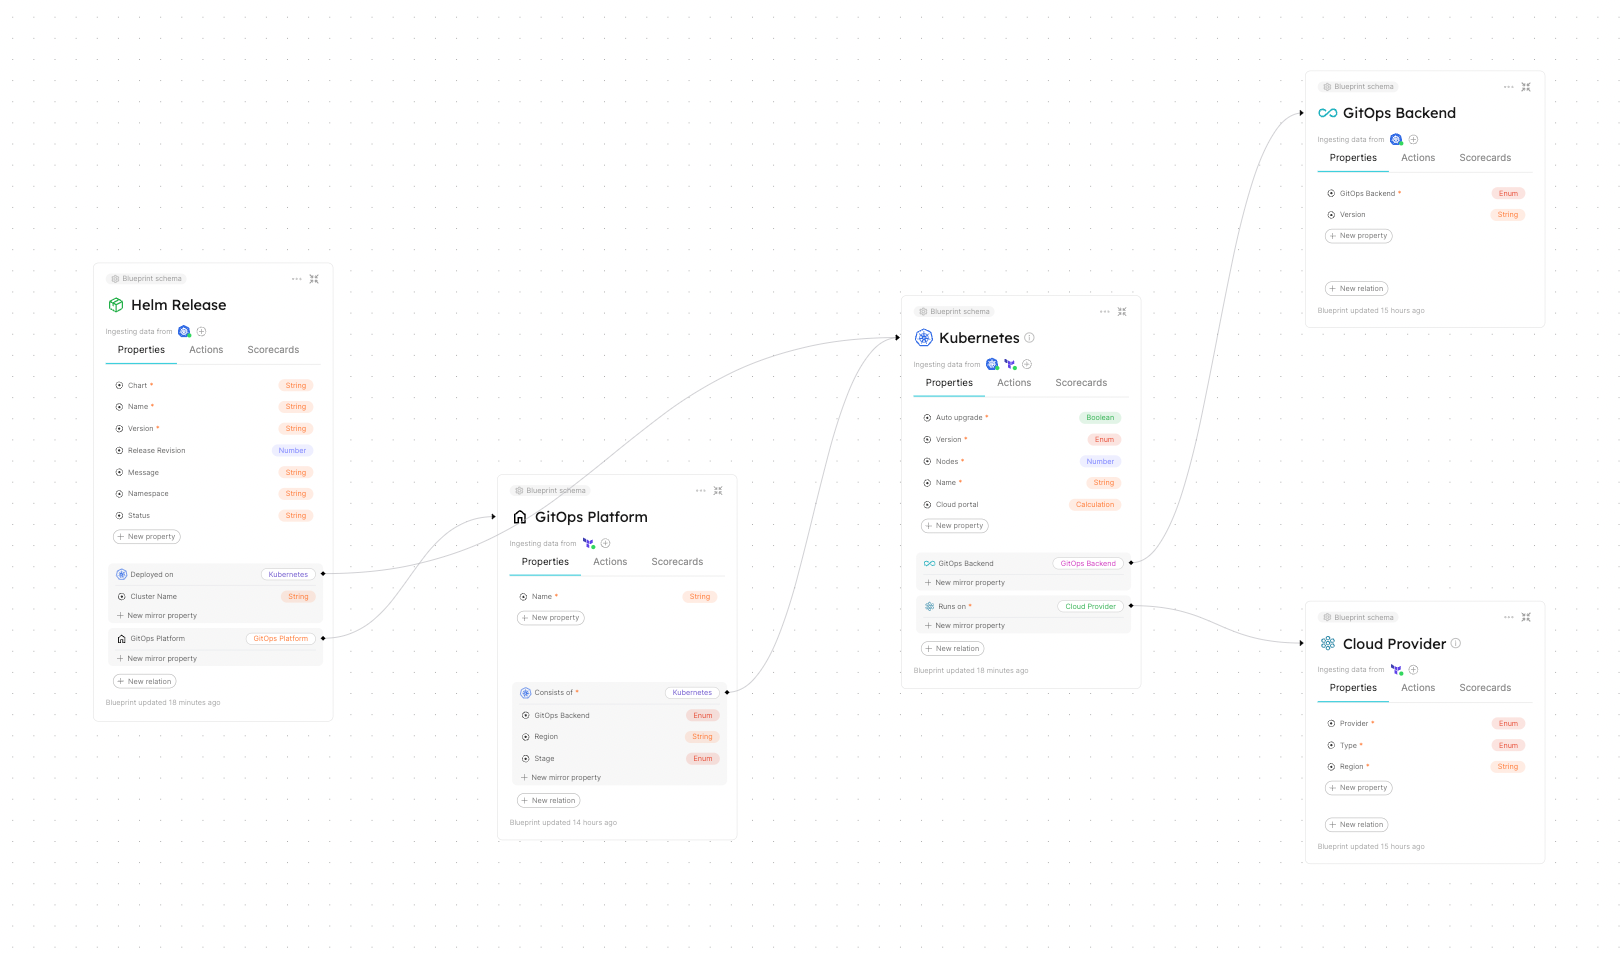 Blueprint schema
Helm Release
Ingesting data from
Properties Actions Scorecards
Chart * String
Name * String
Version * String
Release Revision Number
Message String
Namespace String
Status String
+ New property
Deployed on Kubernetes
Cluster Name String
+ New mirror property
GitOps Platform GitOps Platform
+ New mirror property
+ New relation
Blueprint updated 18 minutes ago
Blueprint schema
GitOps Platform
Ingesting data from
Properties Actions Scorecards
Name * String
+ New property
Consists of * Kubernetes
GitOps Backend Enum
Region String
Stage Enum
+ New mirror property
+ New relation
Blueprint updated 14 hours ago
Blueprint schema
Kubernetes
Ingesting data from
Properties Actions Scorecards
Auto upgrade * Boolean
Version * Enum
Nodes * Number
Name * String
Cloud portal Calculation
+ New property
GitOps Backend GitOps Backend
+ New mirror property
Runs on * Cloud Provider
+ New mirror property
+ New relation
Blueprint updated 18 minutes ago
Blueprint schema
GitOps Backend
Ingesting data from
Properties Actions Scorecards
GitOps Backend * Enum
Version String
+ New property
+ New relation
Blueprint updated 15 hours ago
Blueprint schema
Cloud Provider
Ingesting data from
Properties Actions Scorecards
Provider * Enum
Type * Enum
Region * String
+ New property
+ New relation
Blueprint updated 15 hours ago